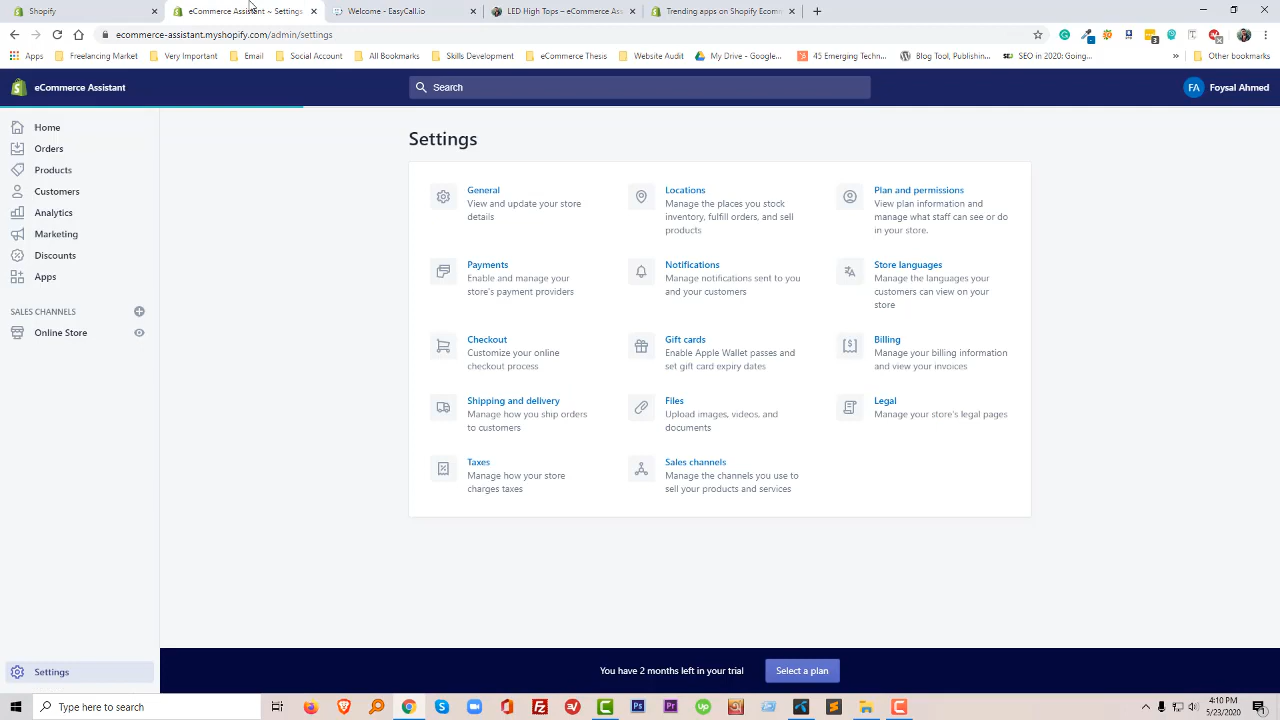 Shopify
eCommerce Assistant ~ Settings
Welcome - Easyl.io
LED High Tops – eCommerce As
Trending apps on Shopify Ecomm
ecommerce-assistant.myshopify.com/admin/settings
Apps
Freelancing Market
Very Important
Email
Social Media
All Bookmarks
Skills Development
eCommerce Thesis
Website Audit
My Drive - Google...
45 Emerging Techn...
Blog Tool, Publishin...
SEO in 2020: Gong...
»
Other bookmarks
eCommerce Assistant
Search
FA
Foysal Ahmed
Home
Orders
Products
Customers
Analytics
Marketing
Discounts
Apps
SALES CHANNELS
Online Store
Settings
Settings
General
View and update your store
details
Locations
Manage the places you stock
inventory, fulfill orders, and sell
products
Plan and permissions
View plan information and
manage what staff can see or do
in your store.
Payments
Enable and manage your
store's payment providers
Notifications
Manage notifications sent to you
and your customers
Store languages
Manage the languages your
customers can view on your
store
Checkout
Customize your online
checkout process
Gift cards
Enable Apple Wallet passes and
set gift card expiry dates
Billing
Manage your billing information
and view your invoices
Shipping and delivery
Manage how you ship orders
to customers
Files
Upload images, videos, and
documents
Legal
Manage your store's legal pages
Taxes
Manage how your store
charges taxes
Sales channels
Manage the channels you use to
sell your products and services
You have 2 months left in your trial
Select a plan
Type here to search
4:10 PM
5/23/2020